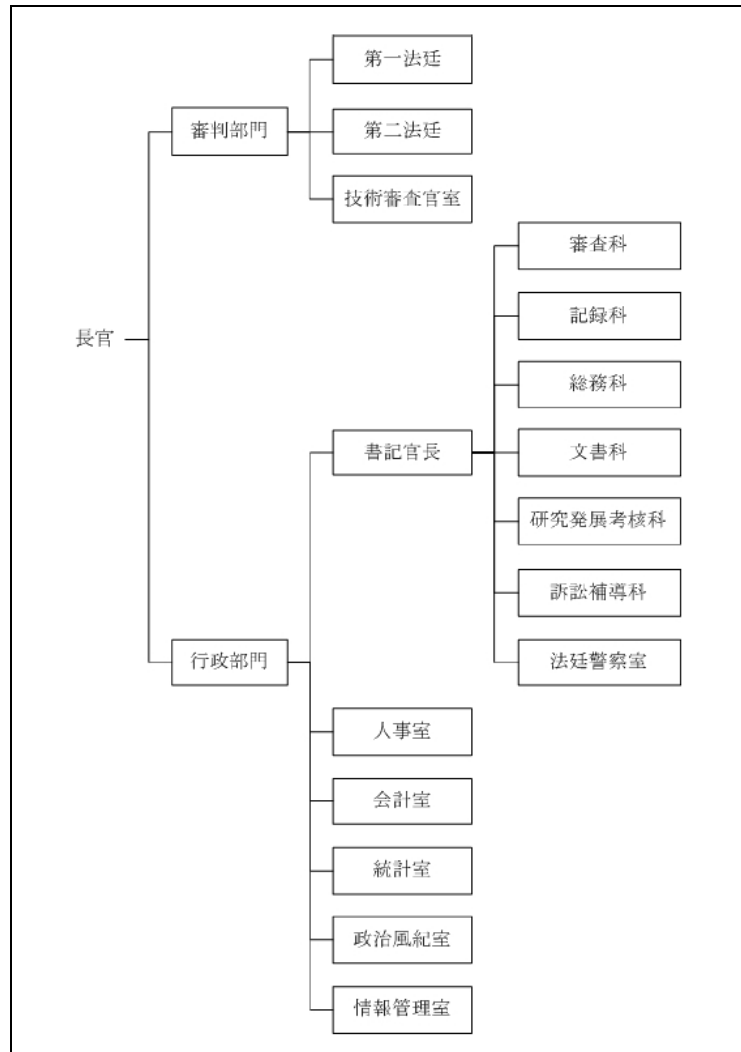 第一法廷
審判部門
第二法廷
技術審査官室
審査科
記録科
長官
総務科
書記官長
文書科
研究発展考核科
訴訟補導科
行政部門
法廷警察室
人事室
会計室
統計室
政治風紀室
情報管理室